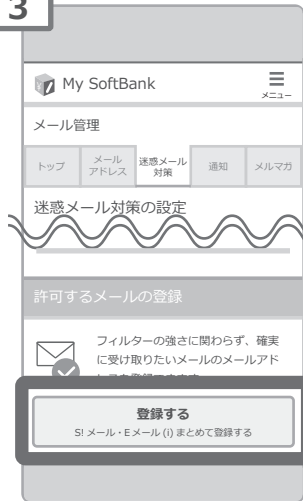 3
My SoftBank
メニュー
メール管理
トップ
メール
アドレス
迷惑メール
対策
通知
メルマガ
迷惑メール対策の設定
許可するメールの登録
フィルターの強さに関わらず、確実
に受け取りたいメールのメールアド
登録する
S! メール・E メール (i) まとめて登録する